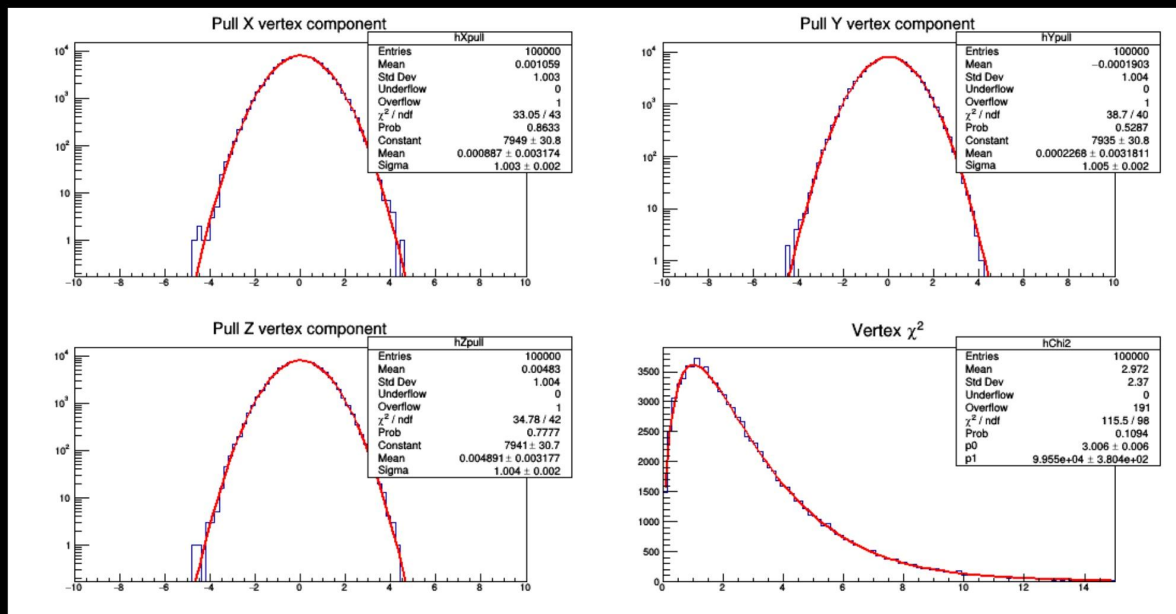 Pull X vertex component
hXpull
Entries 100000
Mean 0.001059
Std Dev 1.003
Underflow 0
Overflow 1
χ² / ndf 33.05 / 43
Prob 0.8633
Constant 7949 ± 30.8
Mean 0.000887 ± 0.003174
Sigma 1.003 ± 0.002
10⁴
10³
10²
10
1
−10 −8 −6 −4 −2 0 2 4 6 8 10
Pull Y vertex component
hYpull
Entries 100000
Mean −0.0001903
Std Dev 1.004
Underflow 0
Overflow 1
χ² / ndf 38.7 / 40
Prob 0.5287
Constant 7935 ± 30.8
Mean 0.0002268 ± 0.0031811
Sigma 1.005 ± 0.002
10⁴
10³
10²
10
1
−10 −8 −6 −4 −2 0 2 4 6 8 10
Pull Z vertex component
hZpull
Entries 100000
Mean 0.00483
Std Dev 1.004
Underflow 0
Overflow 1
χ² / ndf 34.78 / 42
Prob 0.7777
Constant 7941 ± 30.7
Mean 0.004891 ± 0.003177
Sigma 1.004 ± 0.002
10⁴
10³
10²
10
1
−10 −8 −6 −4 −2 0 2 4 6 8 10
Vertex χ²
hChi2
Entries 100000
Mean 2.972
Std Dev 2.37
Underflow 0
Overflow 191
χ² / ndf 115.5 / 98
Prob 0.1094
p0 3.006 ± 0.006
p1 9.955e+04 ± 3.804e+02
3500
3000
2500
2000
1500
1000
500
0
0 2 4 6 8 10 12 14